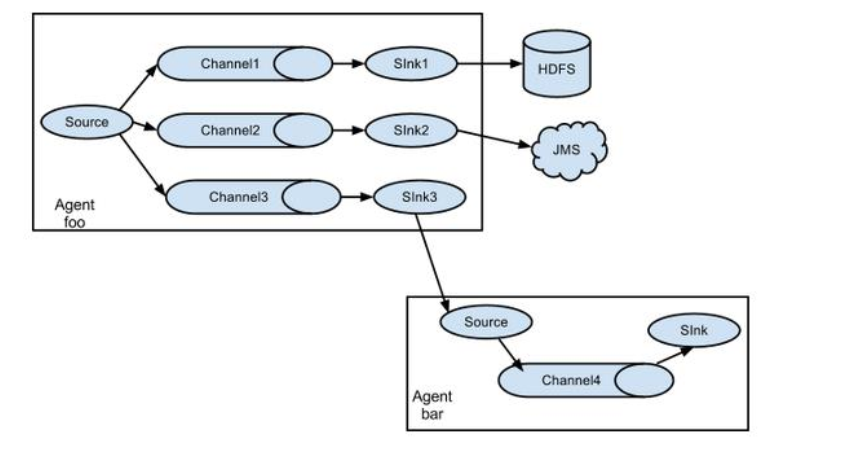 Channel1
SInk1
HDFS
Source
Channel2
SInk2
JMS
Channel3
SInk3
Agent
foo
Source
SInk
Channel4
Agent
bar